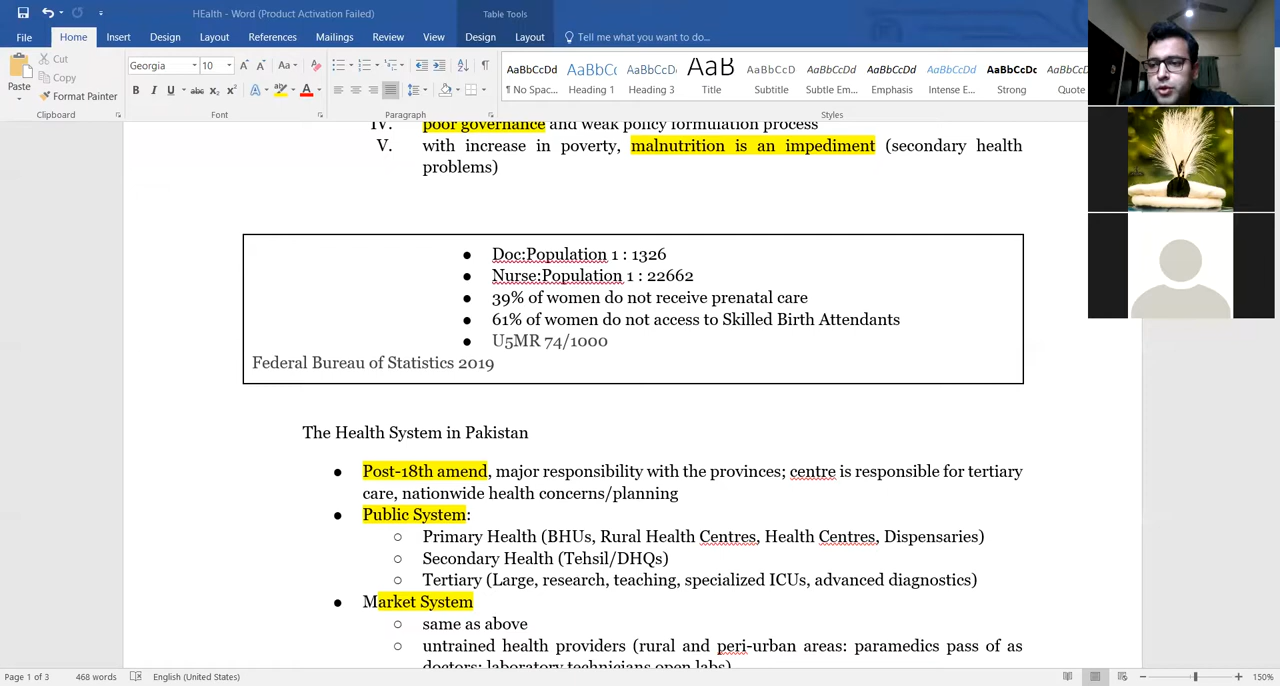 HEalth - Word (Product Activation Failed)
Table Tools
File Home Insert Design Layout References Mailings Review View Design Layout Tell me what you want to do...
Paste
Cut
Copy
Format Painter
Clipboard
Georgia 10
Font
Paragraph
AaBbCcDd AaBbCc AaBbCcDd AaB AaBbCcDd AaBbCcDd AaBbCcDd AaBbCcDd AaBbCcDc AaBbCcDd
¶ No Spac... Heading 1 Heading 3 Title Subtitle Subtle Em... Emphasis Intense E... Strong Quote
Styles
IV. poor governance and weak policy formulation process
V. with increase in poverty, malnutrition is an impediment (secondary health
problems)
● Doc:Population 1 : 1326
● Nurse:Population 1 : 22662
● 39% of women do not receive prenatal care
● 61% of women do not access to Skilled Birth Attendants
● U5MR 74/1000
Federal Bureau of Statistics 2019
The Health System in Pakistan
● Post-18th amend, major responsibility with the provinces; centre is responsible for tertiary
care, nationwide health concerns/planning
● Public System:
○ Primary Health (BHUs, Rural Health Centres, Health Centres, Dispensaries)
○ Secondary Health (Tehsil/DHQs)
○ Tertiary (Large, research, teaching, specialized ICUs, advanced diagnostics)
● Market System
○ same as above
○ untrained health providers (rural and peri-urban areas: paramedics pass of as
doctors; laboratory technicians open labs)
Page 1 of 3 468 words English (United States) 150%